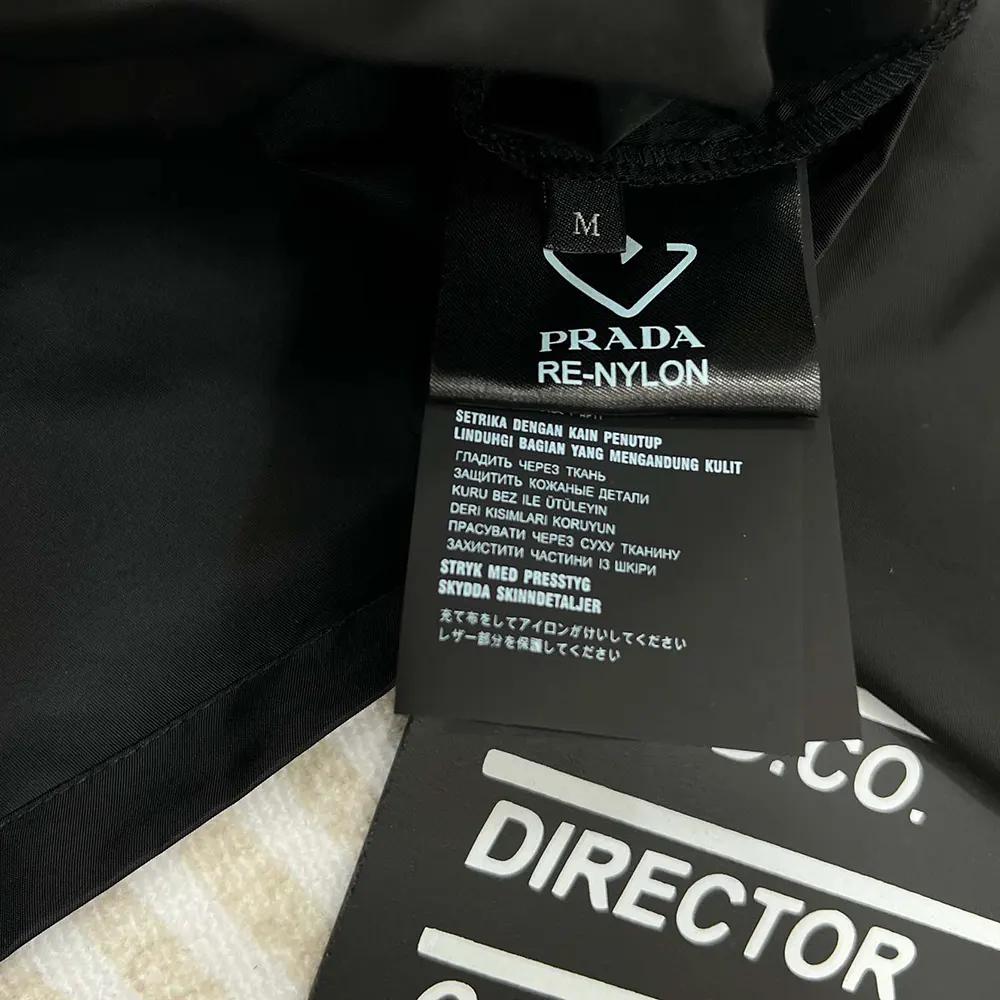 M
PRADA
RE-NYLON
SETRIKA DENGAN KAIN PENUTUP
LINDUHGI BAGIAN YANG MENGANDUNG KULIT
ГЛАДИТЬ ЧЕРЕЗ ТКАНЬ
ЗАЩИТИТЬ КОЖАНЫЕ ДЕТАЛИ
KURU BEZ ILE ÜTÜLEYIN
DERI KISIMLARI KORUYUN
ПРАСУВАТИ ЧЕРЕЗ СУХУ ТКАНИНУ
ЗАХИСТИТИ ЧАСТИНИ ІЗ ШКІРИ
STRYK MED PRESSTYG
SKYDDA SKINNDETALJER
充て布をしてアイロンがけいしてください
レザー部分を保護してください
.CO.
DIRECTOR